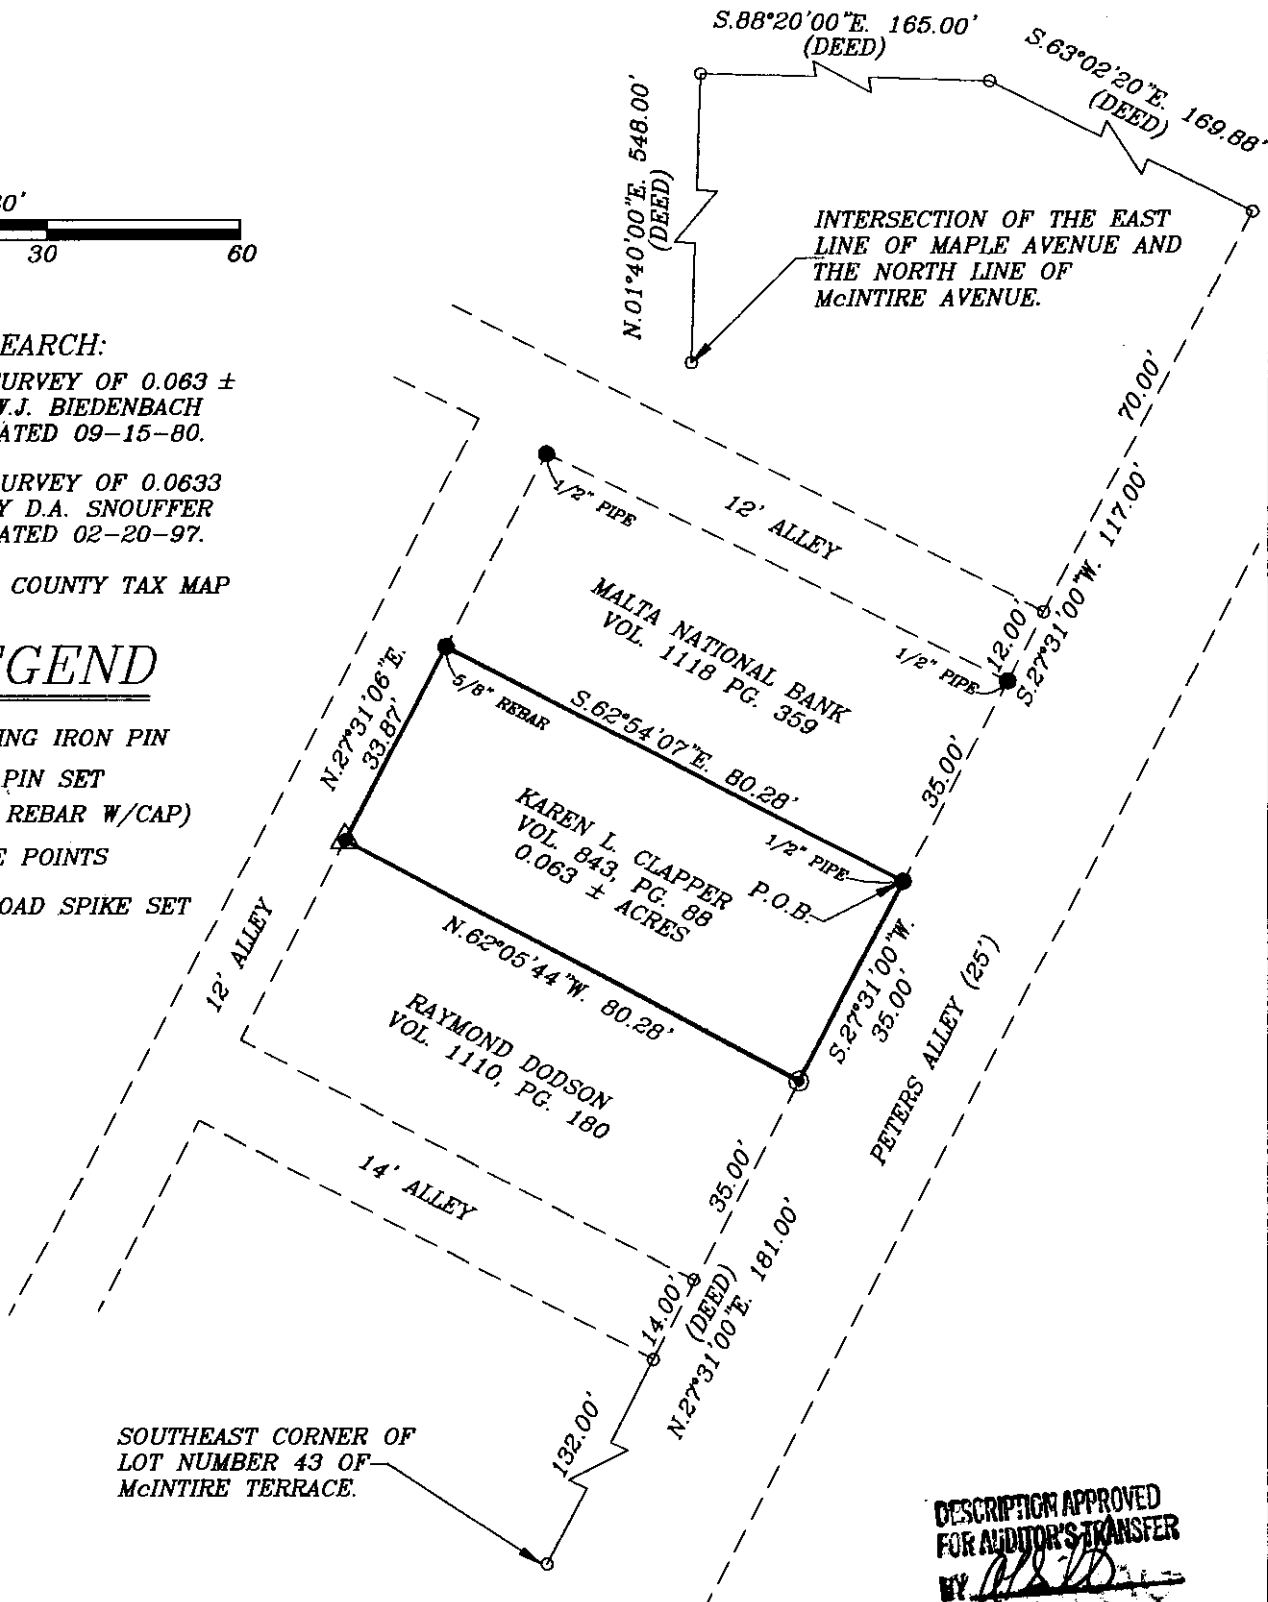 S.88°20'00"E. 165.00'
(DEED)
S.63°02'20"E. 169.88'
(DEED)
N.01°40'00"E. 548.00'
(DEED)
30
60
INTERSECTION OF THE EAST
LINE OF MAPLE AVENUE AND
THE NORTH LINE OF
McINTIRE AVENUE.
EARCH:
URVEY OF 0.063 ±
W.J. BIEDENBACH
ATED 09-15-80.
URVEY OF 0.0633
Y D.A. SNOUFFER
ATED 02-20-97.
COUNTY TAX MAP
EGEND
ING IRON PIN
PIN SET
REBAR W/CAP)
E POINTS
OAD SPIKE SET
70.00'
S.27°31'00"W. 117.00'
12.00'
1/2" PIPE
12' ALLEY
MALTA NATIONAL BANK
VOL. 1118 PG. 359
1/2" PIPE
35.00'
N.27°31'06"E.
33.87'
5/8" REBAR
S.62°54'07"E. 80.28'
KAREN L. CLAPPER
VOL. 843, PG. 88
0.063 ± ACRES
1/2" PIPE
P.O.B.
S.27°31'00"W.
35.00'
N.62°05'44"W. 80.28'
12' ALLEY
RAYMOND DODSON
VOL. 1110, PG. 180
PETERS ALLEY (25')
14' ALLEY
35.00'
14.00'
(DEED)
N.27°31'00"E. 181.00'
132.00'
SOUTHEAST CORNER OF
LOT NUMBER 43 OF
McINTIRE TERRACE.
DESCRIPTION APPROVED
FOR AUDITOR'S TRANSFER
BY